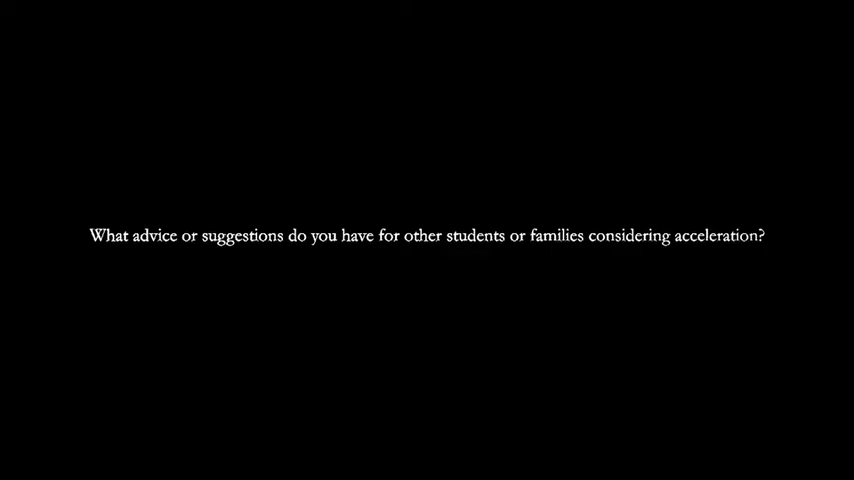 What advice or suggestions do you have for other students or families considering acceleration?